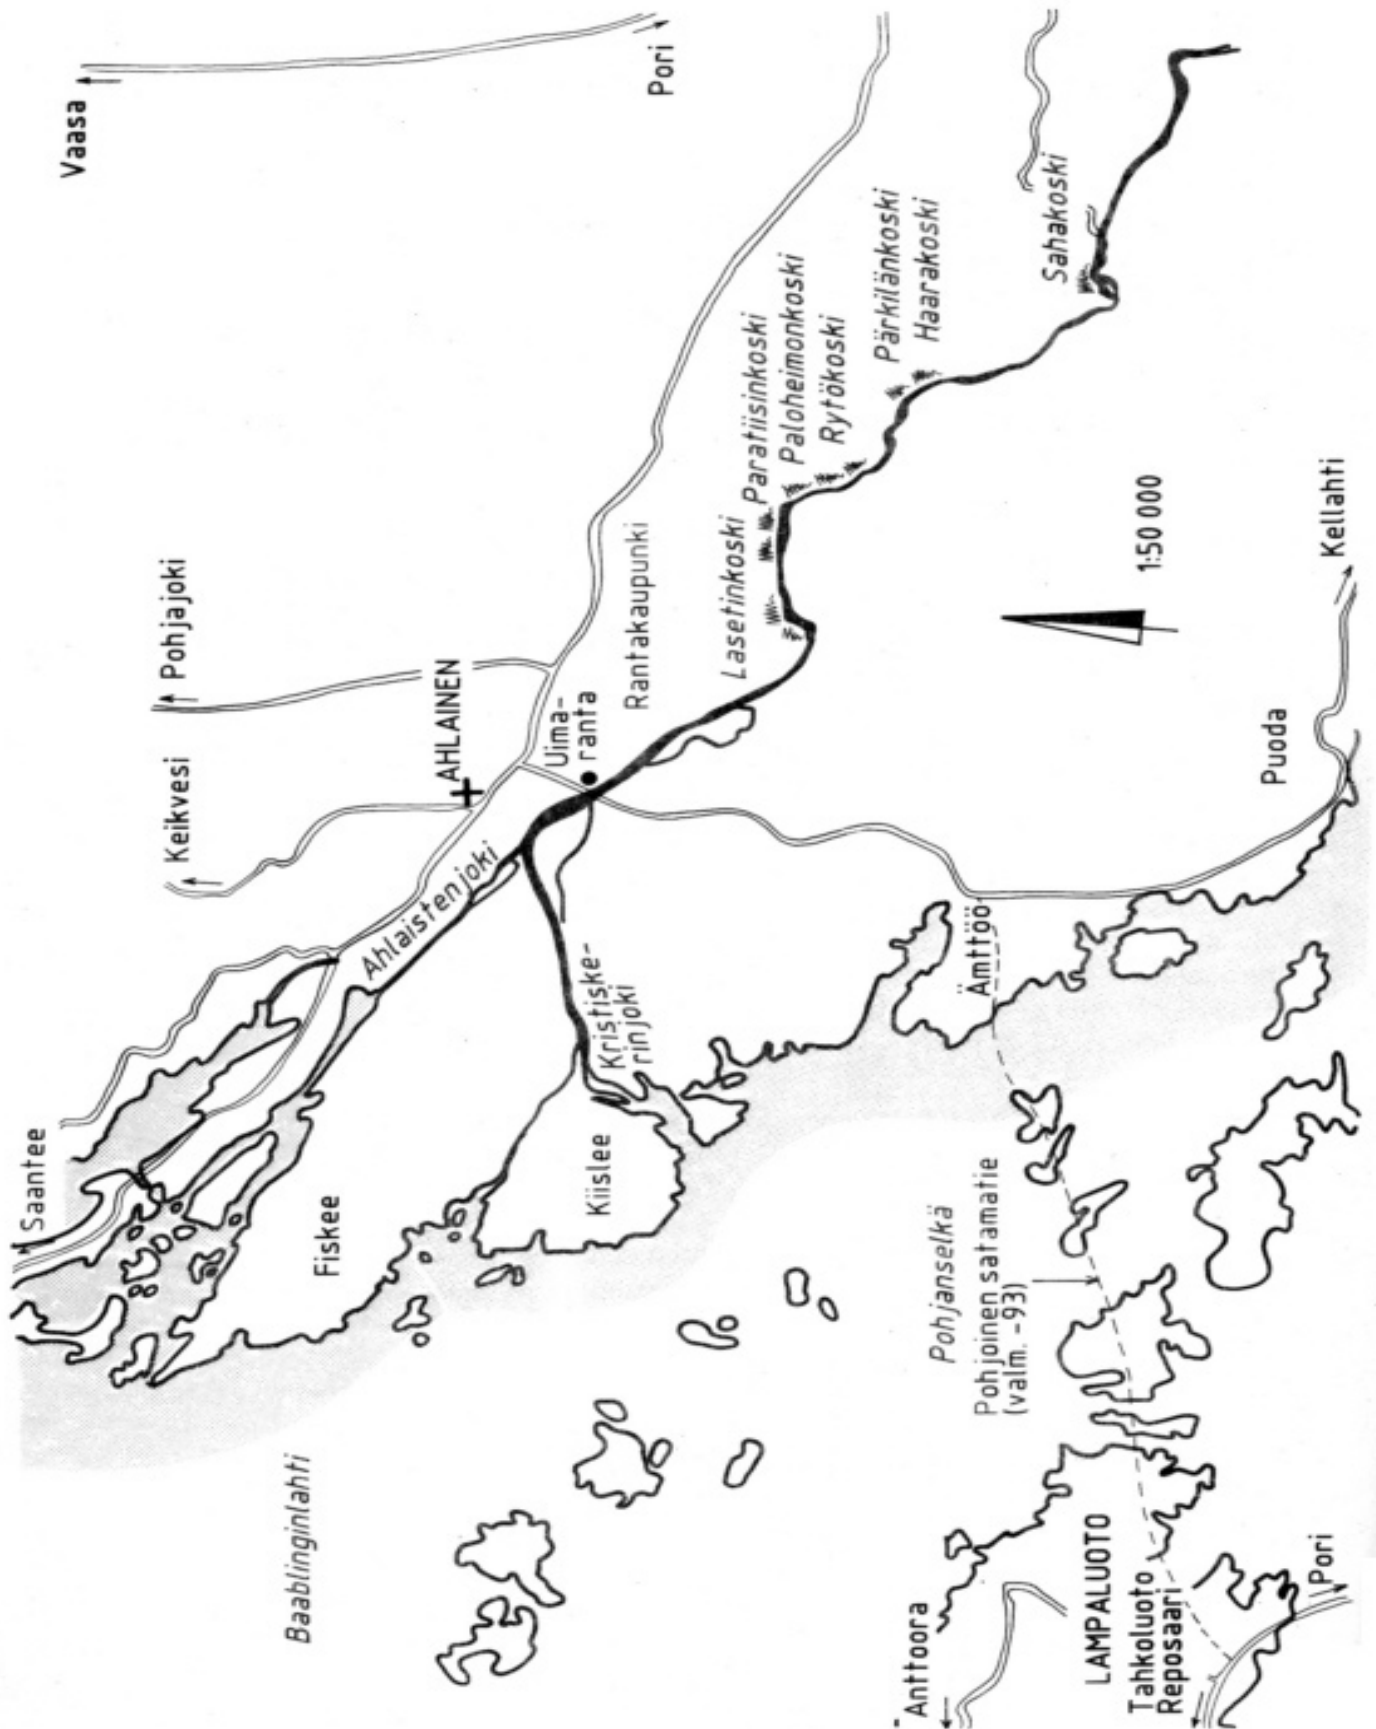 Vaasa
Pori
Pohjajoki
Keikvesi
AHLAINEN
Uima-
ranta
Rantakaupunki
Lasetinkoski
Paratiisinkoski
Paloheimonkoski
Rytökoski
Pärkilänkoski
Haarakoski
Sahakoski
1:50 000
Kellahti
Puoda
Ahlaistenjoki
Kristiske-
rinjoki
Ämttöö
Saantee
Fiskee
Kiislee
Pohjanselkä
Pohjoinen satamatie
(valm. -93)
Baablinginlahti
Anttoora
LAMPALUOTO
Tahkoluoto
Reposaari
Pori